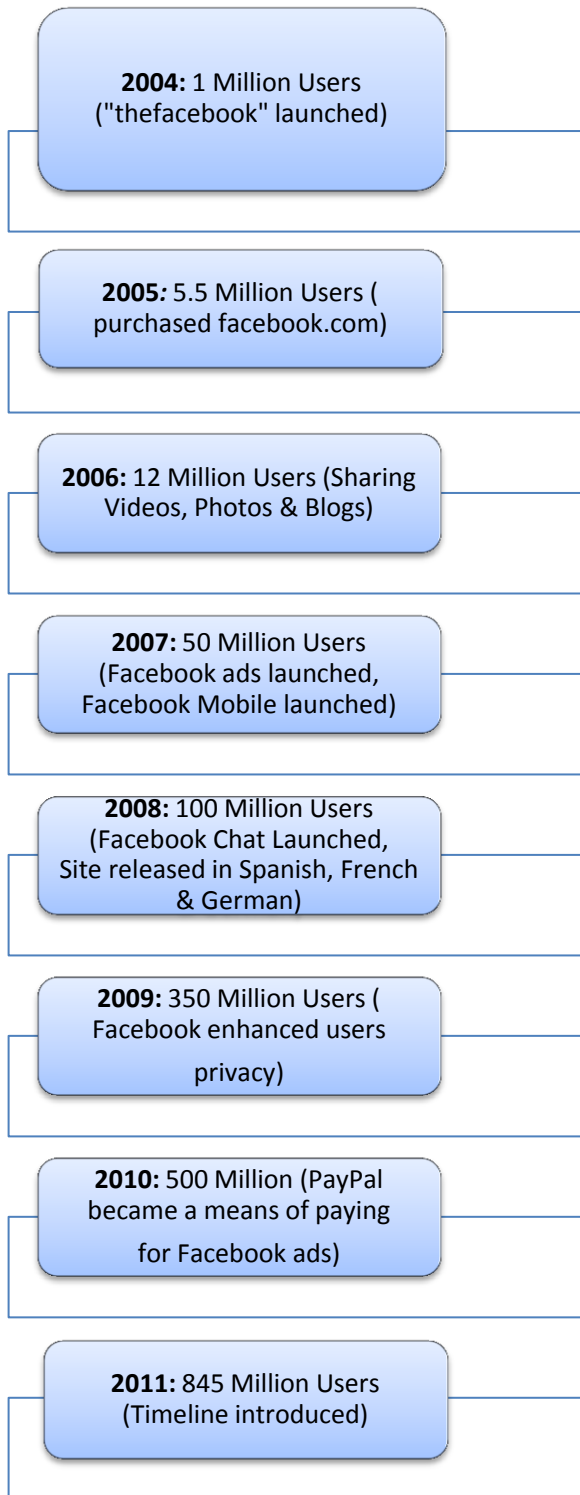 2004: 1 Million Users
("thefacebook" launched)
2005: 5.5 Million Users (
purchased facebook.com)
2006: 12 Million Users (Sharing
Videos, Photos & Blogs)
2007: 50 Million Users
(Facebook ads launched,
Facebook Mobile launched)
2008: 100 Million Users
(Facebook Chat Launched,
Site released in Spanish, French
& German)
2009: 350 Million Users (
Facebook enhanced users
privacy)
2010: 500 Million (PayPal
became a means of paying
for Facebook ads)
2011: 845 Million Users
(Timeline introduced)